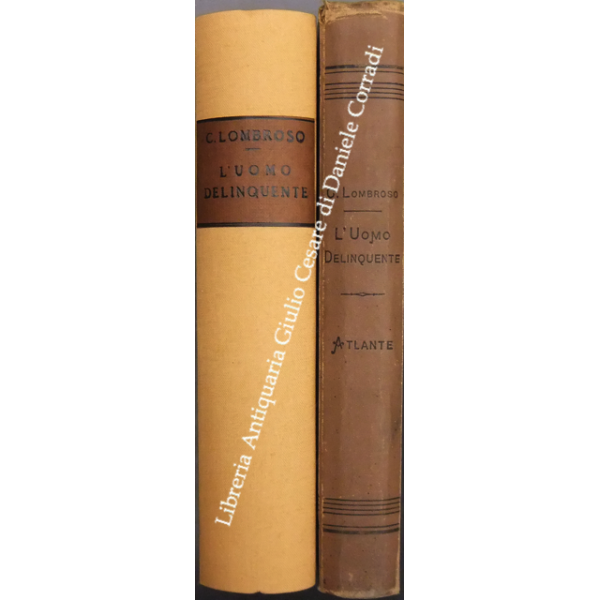 C. LOMBROSO
L'UOMO
DELINQUENTE
C. LOMBROSO
L'UOMO
DELINQUENTE
ATLANTE
Libreria Antiquaria Giulio Cesare di Daniele Corradi